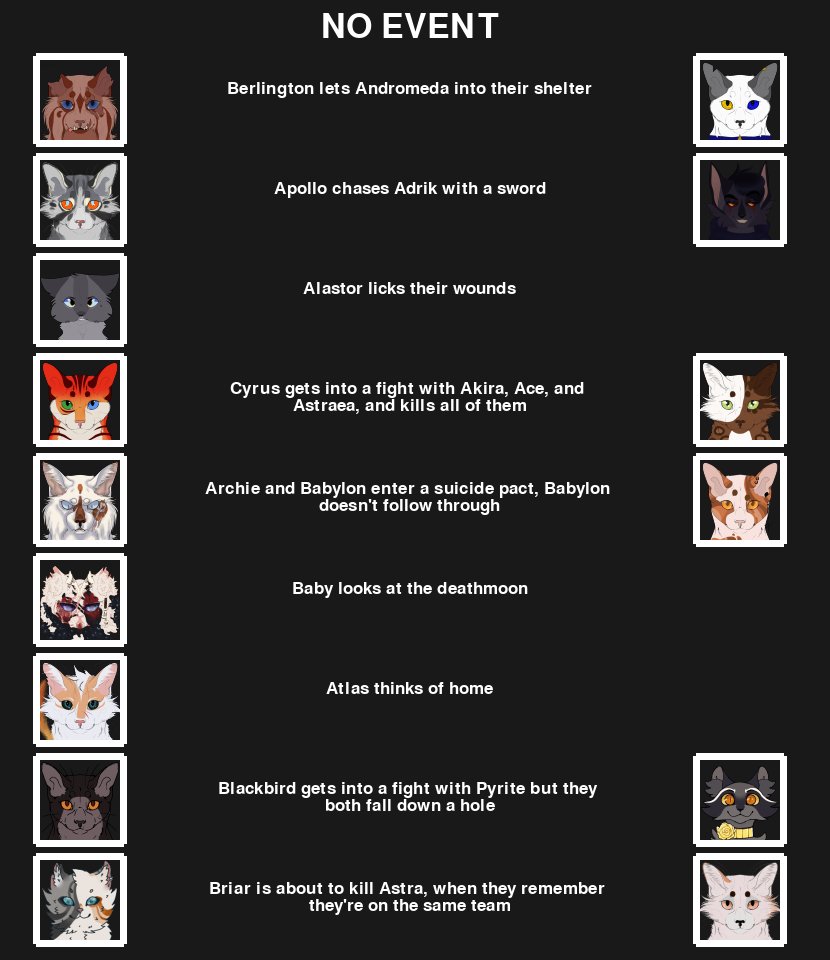 NO EVENT
Berlington lets Andromeda into their shelter
Apollo chases Adrik with a sword
Alastor licks their wounds
Cyrus gets into a fight with Akira, Ace, and
Astraea, and kills all of them
Archie and Babylon enter a suicide pact, Babylon
doesn't follow through
Baby looks at the deathmoon
Atlas thinks of home
Blackbird gets into a fight with Pyrite but they
both fall down a hole
Briar is about to kill Astra, when they remember
they're on the same team